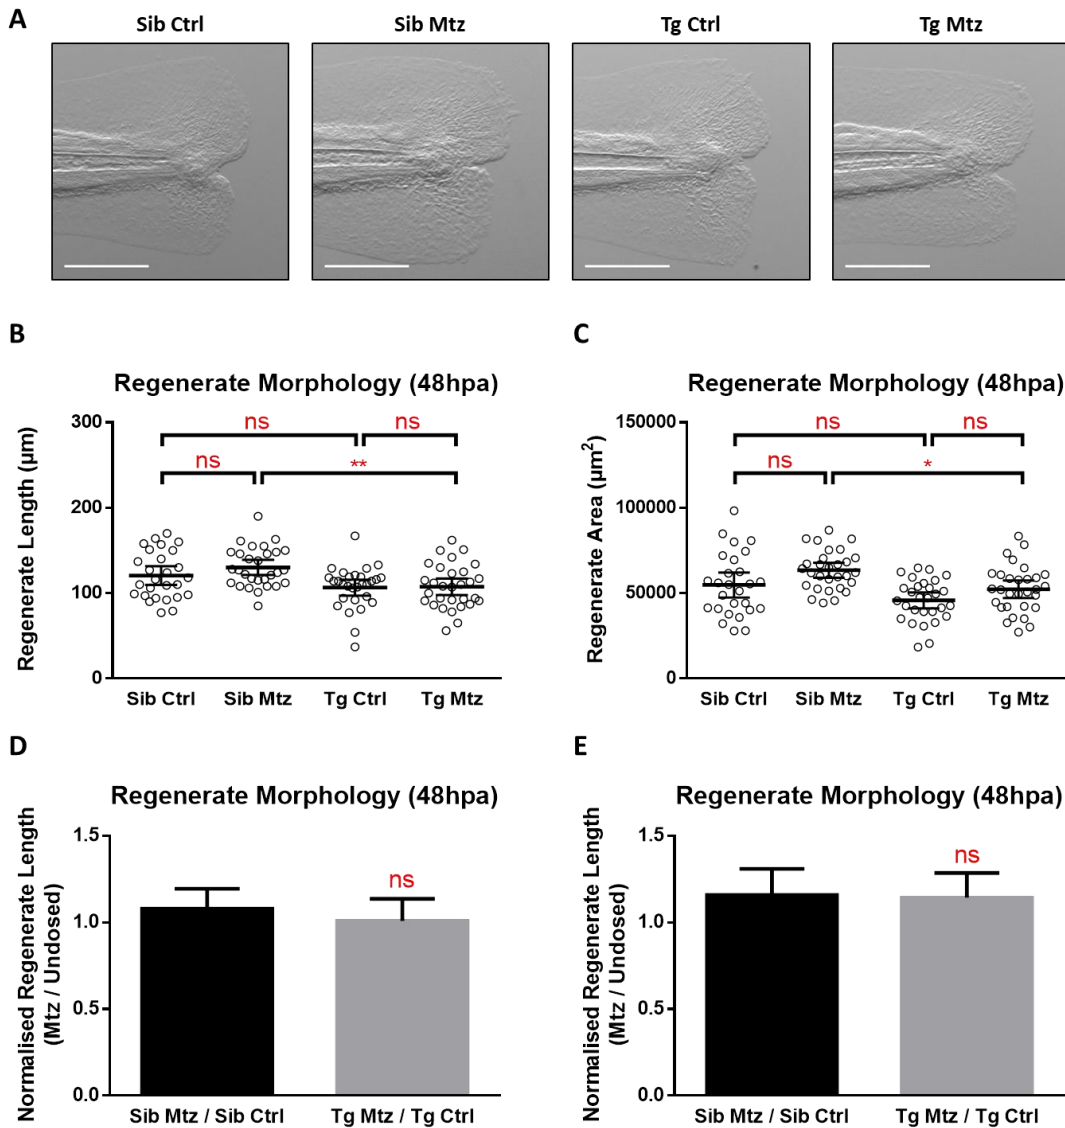 A
Sib Ctrl
Sib Mtz
Tg Ctrl
Tg Mtz
B
Regenerate Morphology (48hpa)
Regenerate Length (µm)
300
200
100
0
ns
ns
ns
**
Sib Ctrl
Sib Mtz
Tg Ctrl
Tg Mtz
C
Regenerate Morphology (48hpa)
Regenerate Area (µm²)
150000
100000
50000
0
ns
ns
ns
*
Sib Ctrl
Sib Mtz
Tg Ctrl
Tg Mtz
D
Regenerate Morphology (48hpa)
Normalised Regenerate Length
(Mtz / Undosed)
1.5
1.0
0.5
0.0
ns
Sib Mtz / Sib Ctrl
Tg Mtz / Tg Ctrl
E
Regenerate Morphology (48hpa)
Normalised Regenerate Length
(Mtz / Undosed)
1.5
1.0
0.5
0.0
ns
Sib Mtz / Sib Ctrl
Tg Mtz / Tg Ctrl